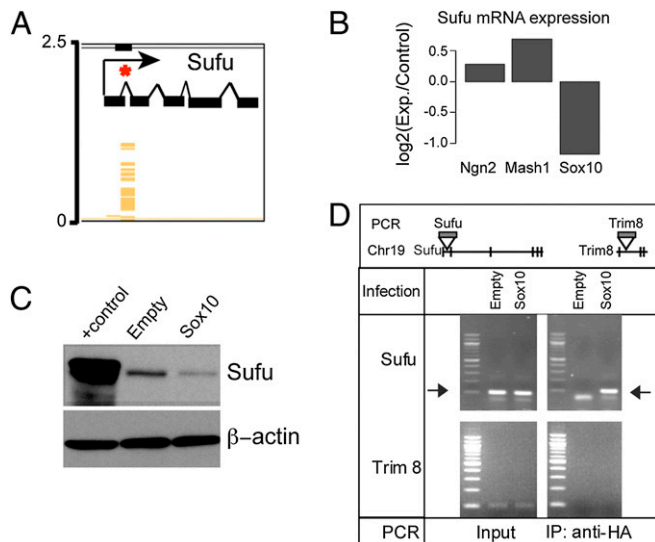 A
2.5
Sufu
*
0
B
Sufu mRNA expression
log2(Exp./Control)
0.5
0.0
-0.5
-1.0
Ngn2 Mash1 Sox10
C
+control Empty Sox10
Sufu
β-actin
D
PCR Sufu Trim8
Chr19 Sufu Trim8
Infection Empty Sox10 Empty Sox10
Sufu
Trim 8
PCR Input IP: anti-HA